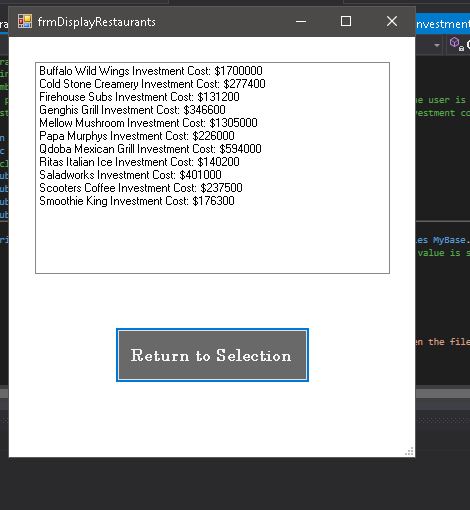 frmDisplayRestaurants
Buffalo Wild Wings Investment Cost: $1700000
Cold Stone Creamery Investment Cost: $277400
Firehouse Subs Investment Cost: $131200
Genghis Grill Investment Cost: $346600
Mellow Mushroom Investment Cost: $1305000
Papa Murphys Investment Cost: $226000
Qdoba Mexican Grill Investment Cost: $594000
Ritas Italian Ice Investment Cost: $140200
Saladworks Investment Cost: $401000
Scooters Coffee Investment Cost: $237500
Smoothie King Investment Cost: $176300
Return to Selection
nvestment
e user is
stment co
es MyBase.
value is s
n the file